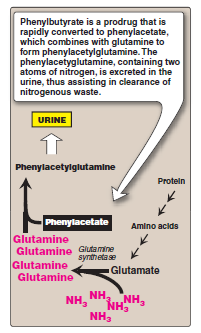 Phenylbutyrate is a prodrug that is
rapidly converted to phenylacetate,
which combines with glutamine to
form phenylacetylglutamine. The
phenylacetyglutamine, containing two
atoms of nitrogen, is excreted in the
urine, thus assisting in clearance of
nitrogenous waste.
URINE
Phenylacetylglutamine
Protein
Phenylacetate
Amino acids
Glutamine
Glutamine
Glutamine
Glutamine
Glutamine
synthetase
Glutamate
NH3 NH3 NH3 NH3
NH3